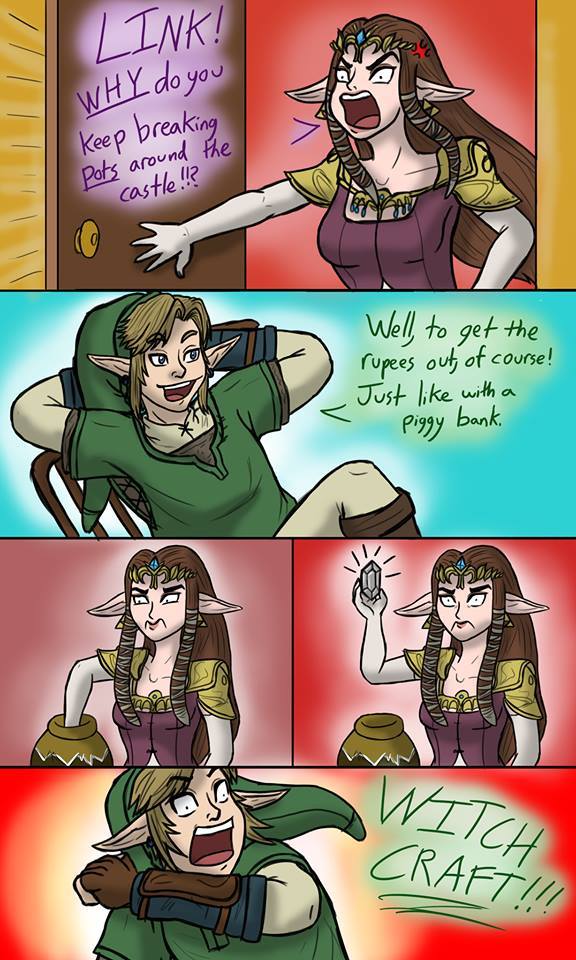 LINK!
WHY do you
keep breaking
pots around the
castle!!?
Well, to get the
rupees out, of course!
Just like with a
piggy bank.
WITCH
CRAFT!!!